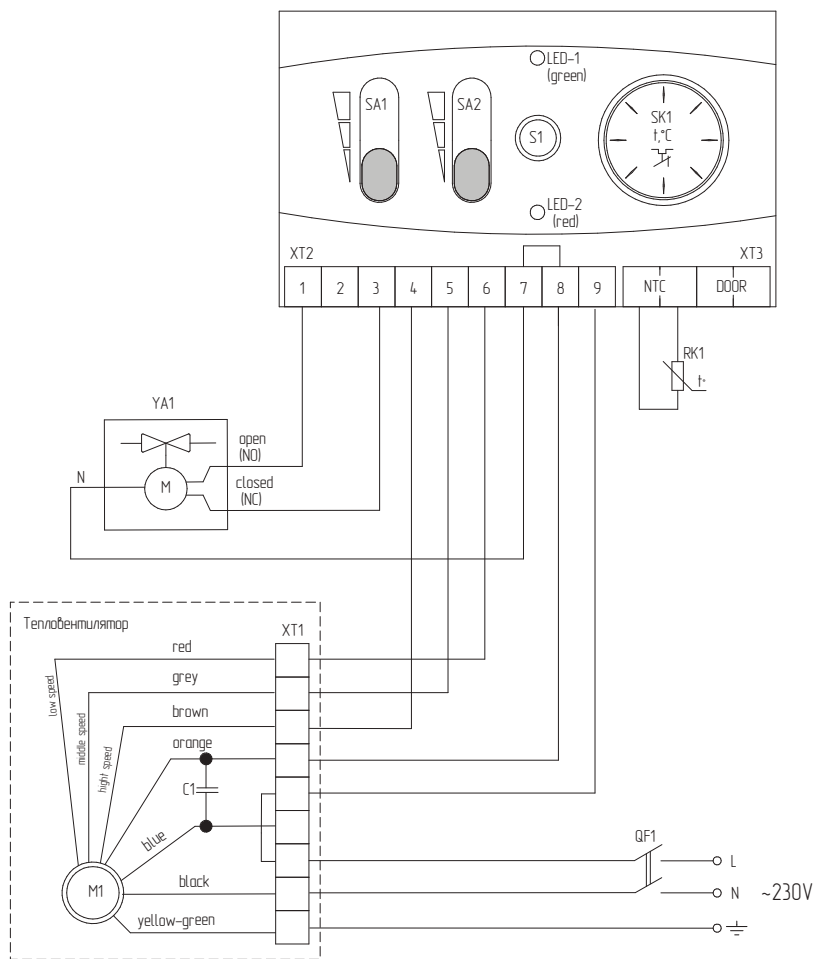 LED-1
(green)
SA1
SA2
S1
SK1
t,°C
LED-2
(red)
XT2
XT3
1 2 3 4 5 6 7 8 9 NTC DOOR
RK1
t°
YA1
open
(NO)
N
M
closed
(NC)
Тепловентилятор
XT1
red
low speed
grey
middle speed
brown
hight speed
orange
C1
blue
QF1
L
M1
black
N ~230V
yellow-green